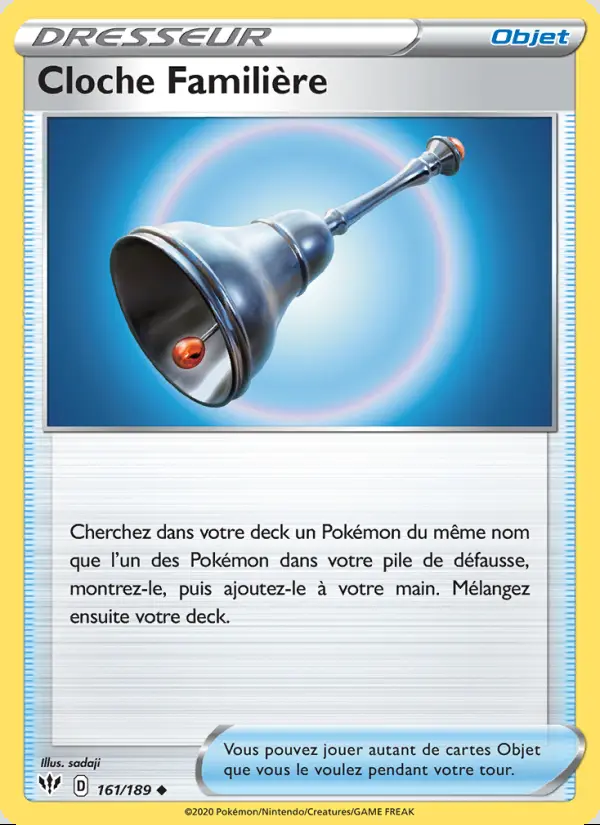 DRESSEUR
Objet
Cloche Familière
Cherchez dans votre deck un Pokémon du même nom
que l'un des Pokémon dans votre pile de défausse,
montrez-le, puis ajoutez-le à votre main. Mélangez
ensuite votre deck.
Illus. sadaji
D 161/189
Vous pouvez jouer autant de cartes Objet
que vous le voulez pendant votre tour.
©2020 Pokémon/Nintendo/Creatures/GAME FREAK